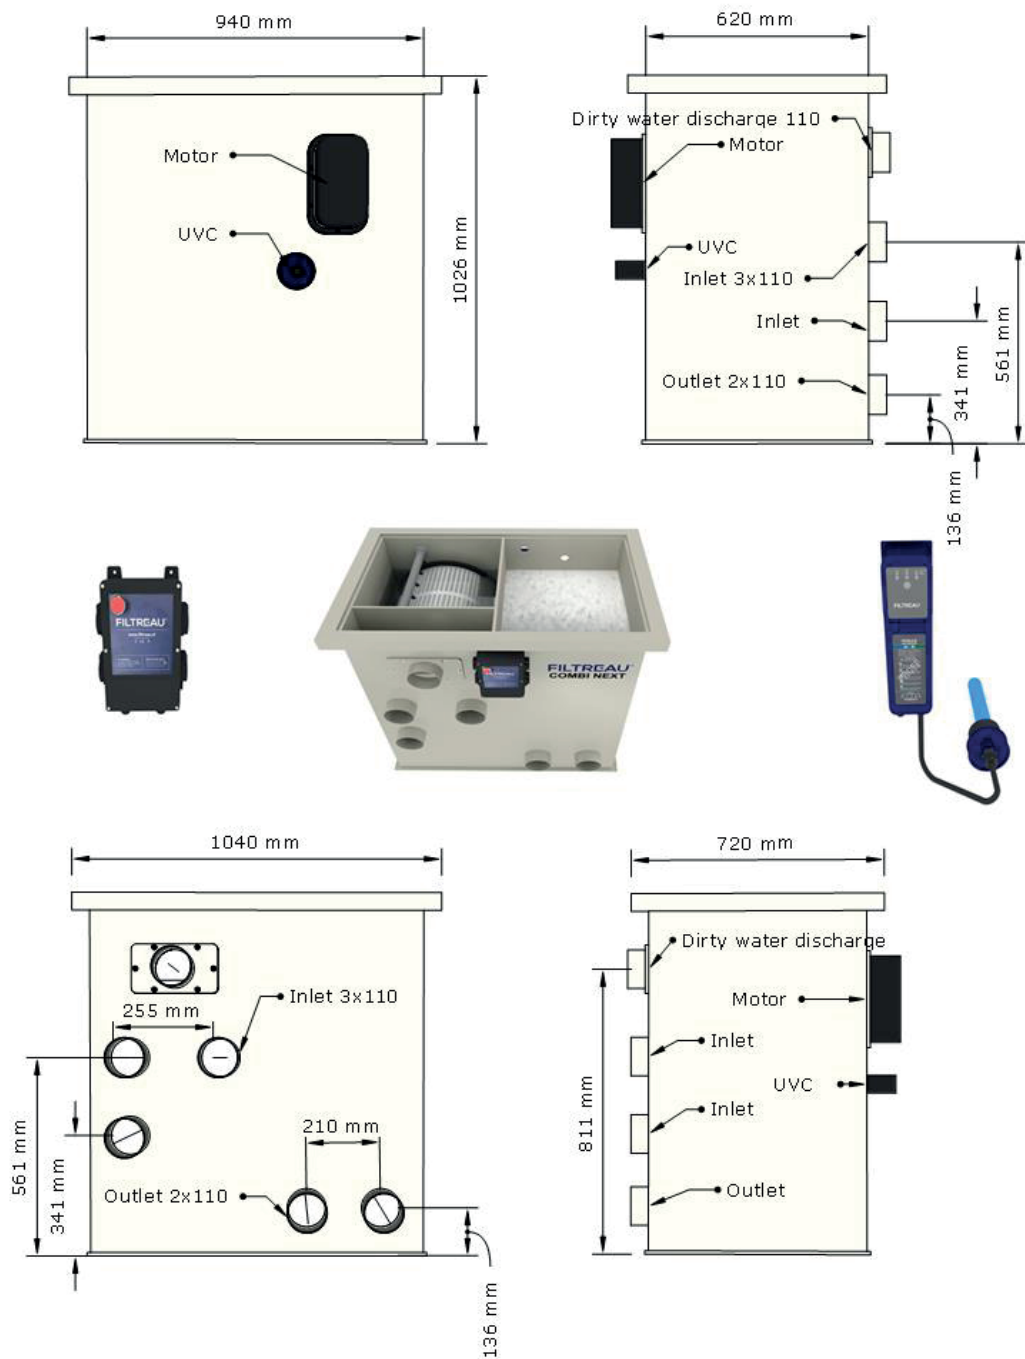 940 mm
620 mm
Dirty water discharge 110
Motor
Motor
UVC
UVC
1026 mm
Inlet 3x110
Inlet
Outlet 2x110
561 mm
341 mm
136 mm
FILTREAU
FILTREAU
COMBI NEXT
FILTREAU
1040 mm
720 mm
Dirty water discharge
Inlet 3x110
255 mm
Motor
Inlet
UVC
Inlet
811 mm
210 mm
561 mm
341 mm
Outlet 2x110
Outlet
136 mm